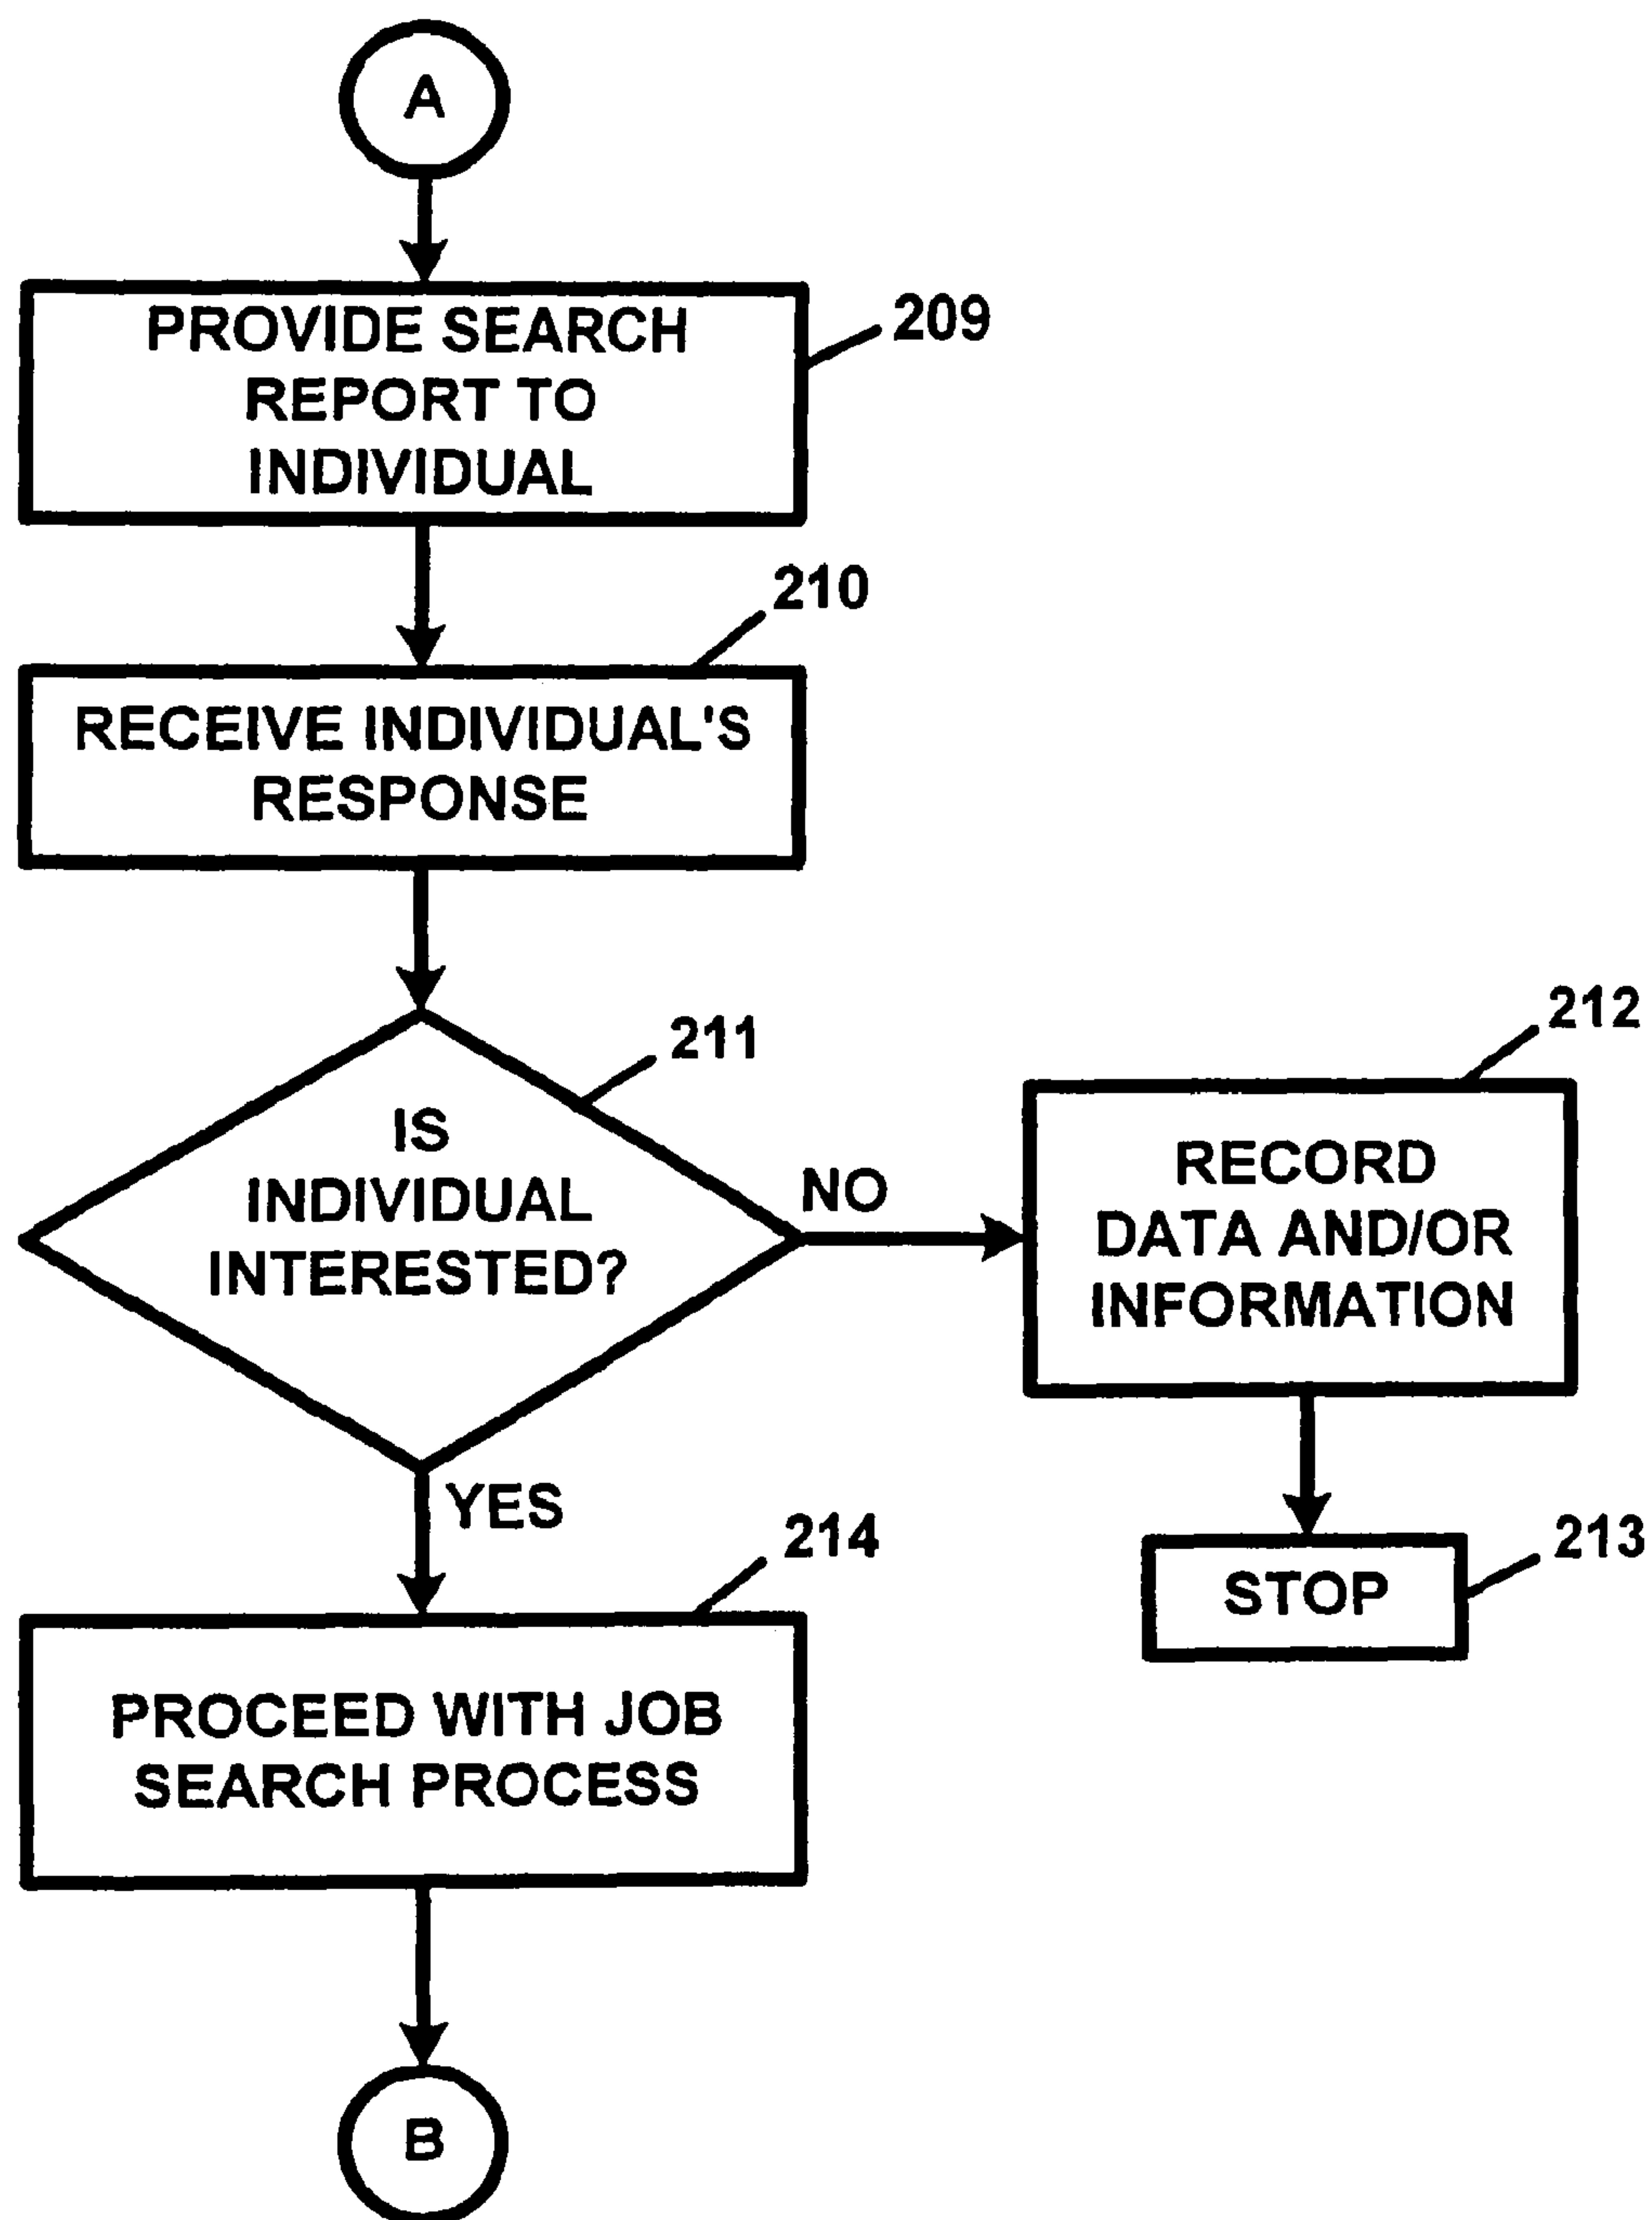 A
PROVIDE SEARCH
REPORT TO
INDIVIDUAL
209
210
RECEIVE INDIVIDUAL'S
RESPONSE
211
IS
INDIVIDUAL
INTERESTED?
NO
212
RECORD
DATA AND/OR
INFORMATION
YES
214
213
STOP
PROCEED WITH JOB
SEARCH PROCESS
B